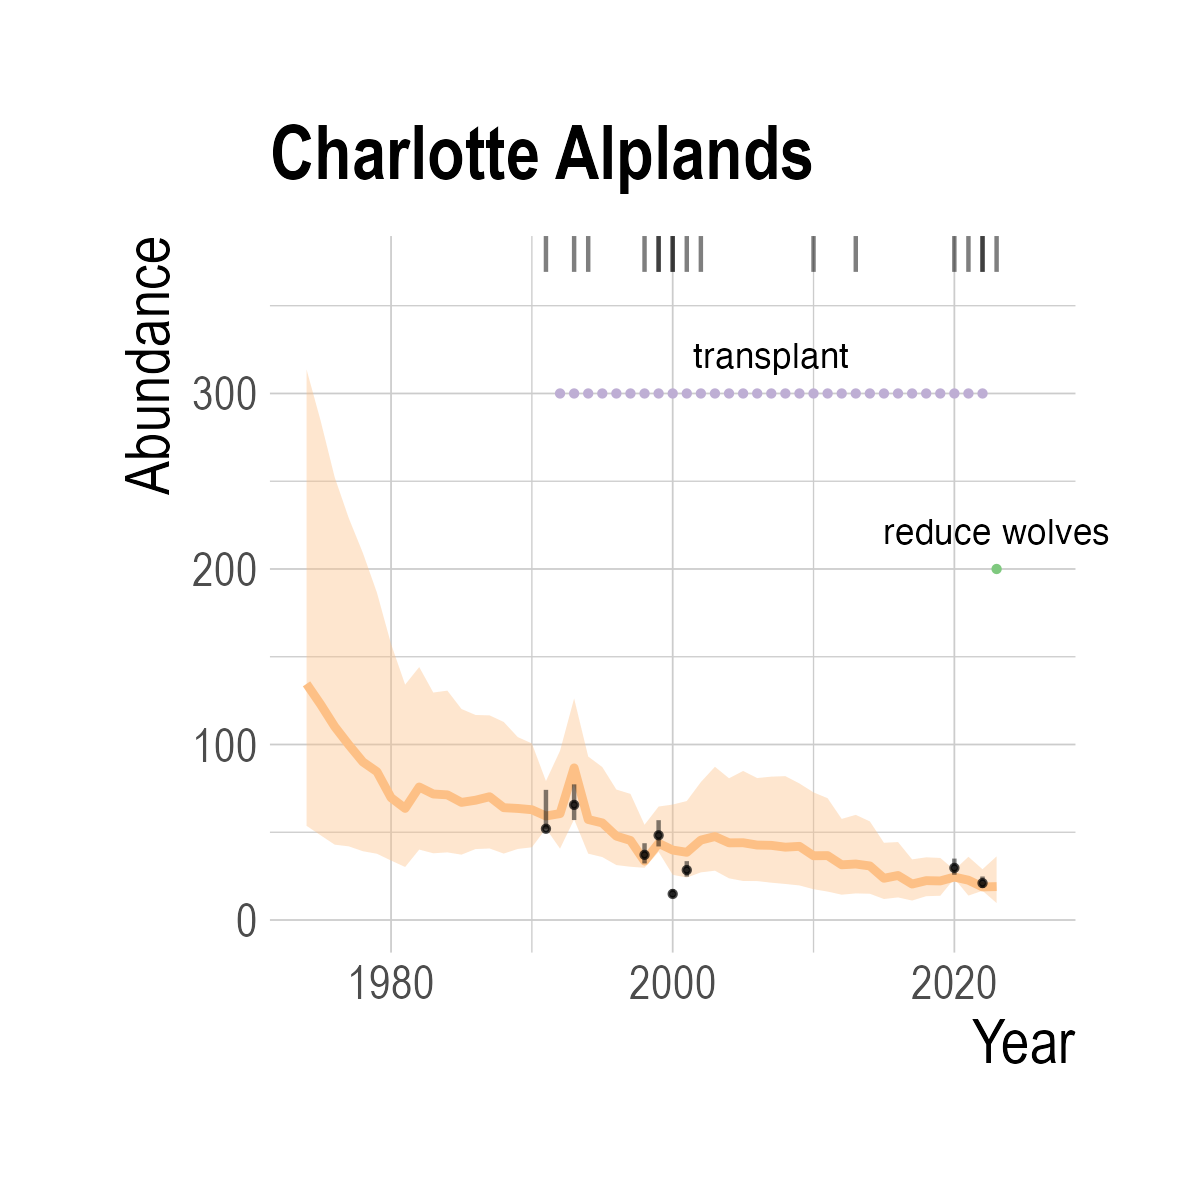 Charlotte Alplands
Abundance
transplant
300
reduce wolves
200
100
0
1980 2000 2020
Year